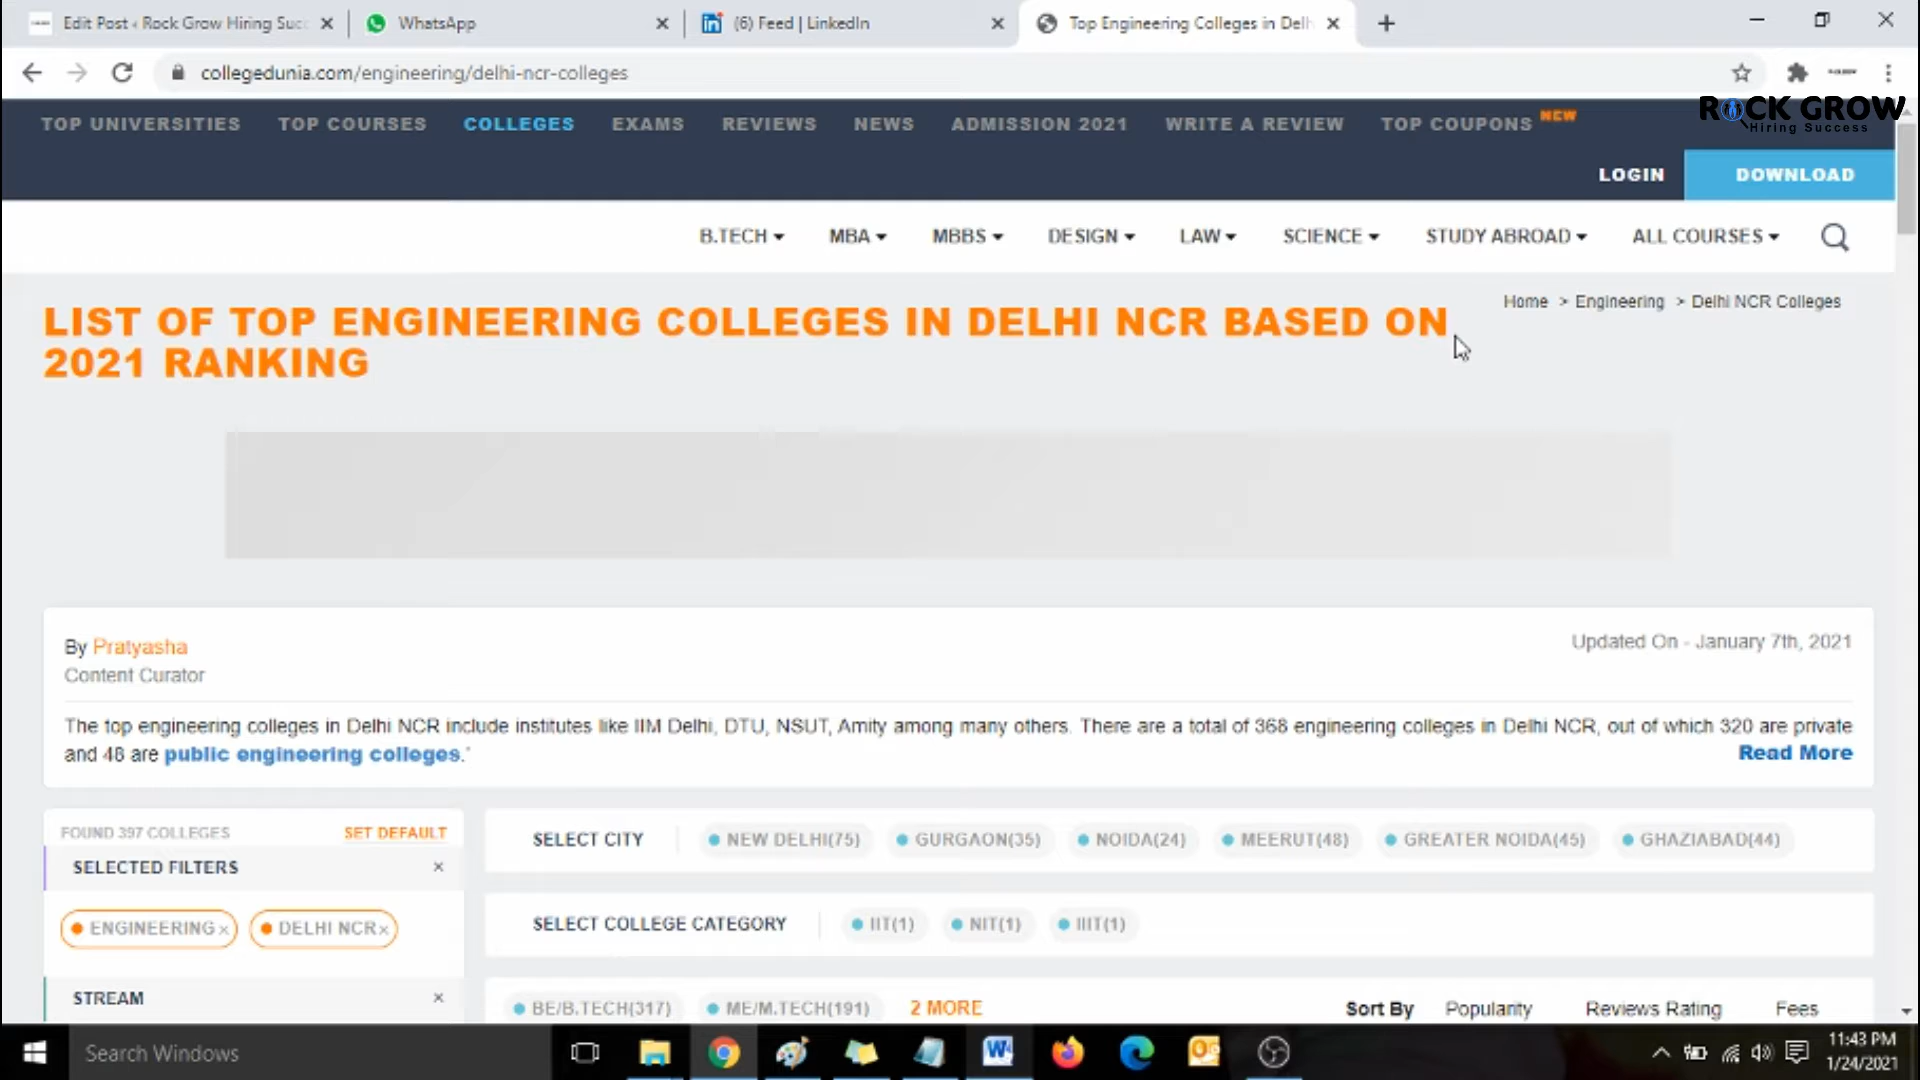 Edit Post ‹ Rock Grow Hiring Suc
WhatsApp
(6) Feed | LinkedIn
Top Engineering Colleges in Delh
collegedunia.com/engineering/delhi-ncr-colleges
ROCK GROW
Hiring Success
TOP UNIVERSITIES TOP COURSES COLLEGES EXAMS REVIEWS NEWS ADMISSION 2021 WRITE A REVIEW TOP COUPONS NEW
LOGIN DOWNLOAD
B.TECH MBA MBBS DESIGN LAW SCIENCE STUDY ABROAD ALL COURSES
Home > Engineering > Delhi NCR Colleges
LIST OF TOP ENGINEERING COLLEGES IN DELHI NCR BASED ON
2021 RANKING
By Pratyasha
Content Curator
Updated On - January 7th, 2021
The top engineering colleges in Delhi NCR include institutes like IIM Delhi, DTU, NSUT, Amity among many others. There are a total of 368 engineering colleges in Delhi NCR, out of which 320 are private
and 48 are public engineering colleges.`
Read More
FOUND 397 COLLEGES SET DEFAULT
SELECTED FILTERS ×
ENGINEERING× DELHI NCR×
STREAM ×
SELECT CITY NEW DELHI(75) GURGAON(35) NOIDA(24) MEERUT(48) GREATER NOIDA(45) GHAZIABAD(44)
SELECT COLLEGE CATEGORY IIT(1) NIT(1) IIIT(1)
BE/B.TECH(317) ME/M.TECH(191) 2 MORE Sort By Popularity Reviews Rating Fees
Search Windows
11:43 PM
1/24/2021